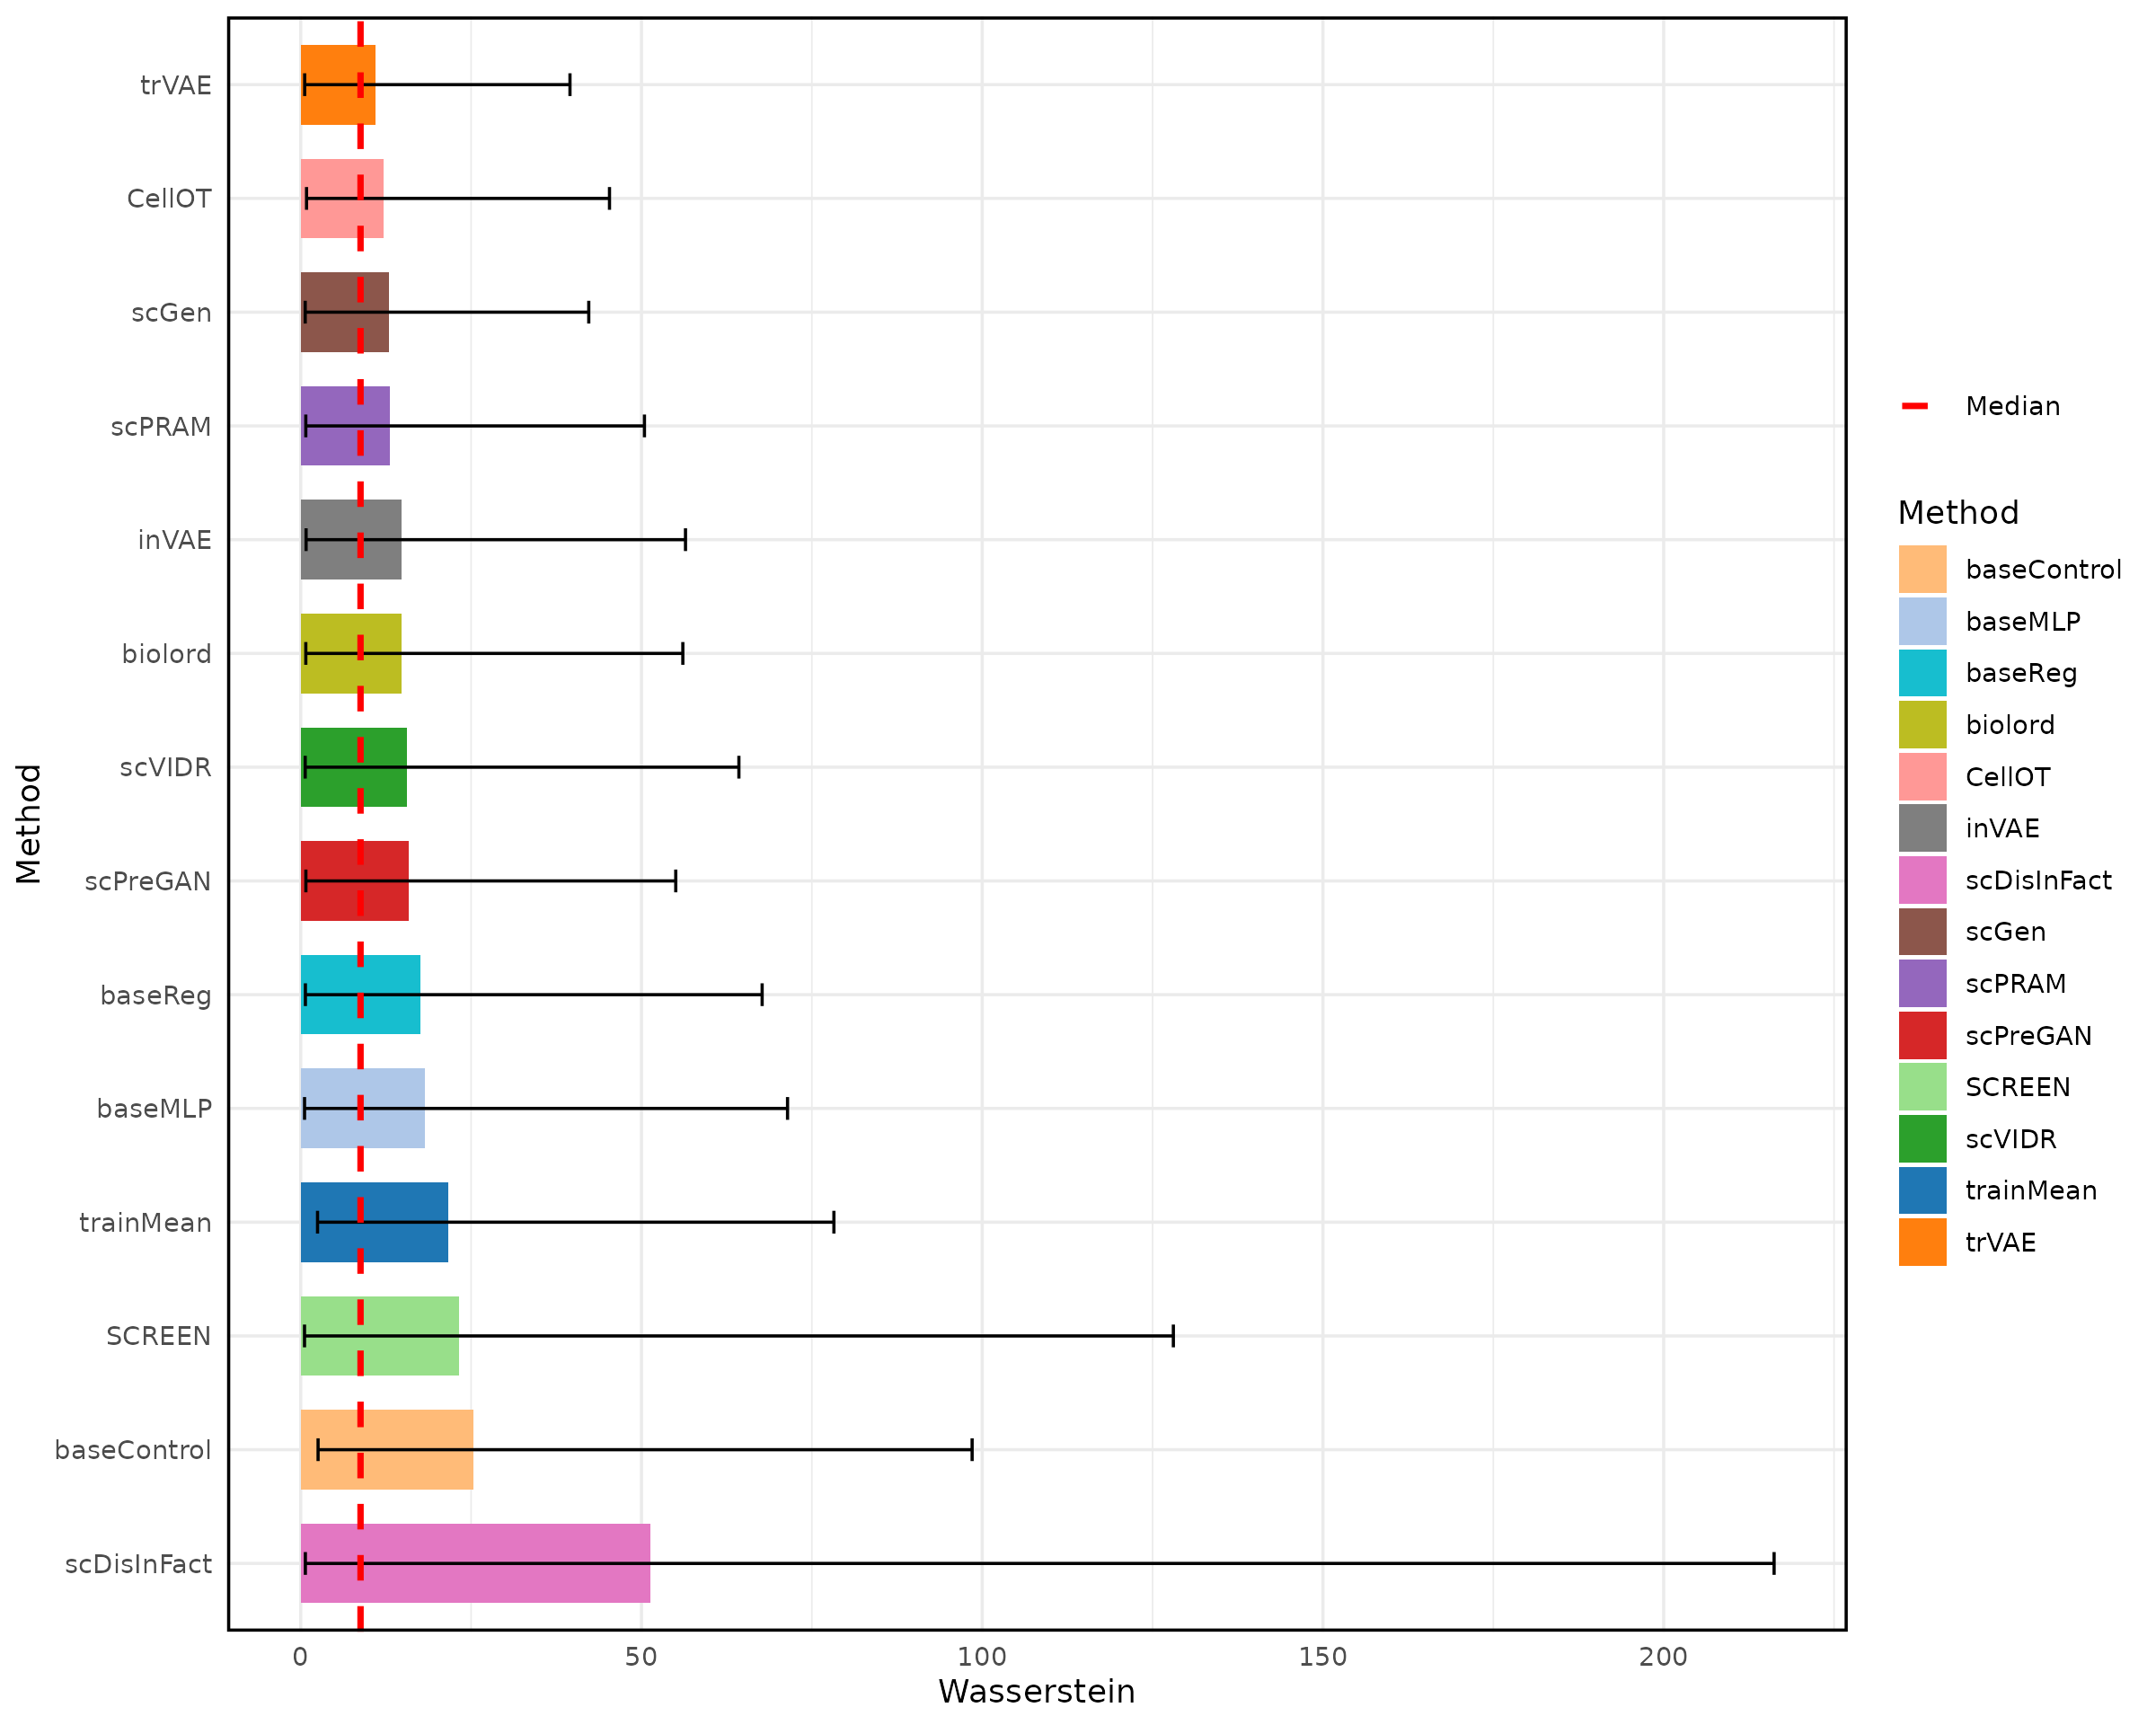 Method
trVAE
CellOT
scGen
scPRAM
inVAE
biolord
scVIDR
scPreGAN
baseReg
baseMLP
trainMean
SCREEN
baseControl
scDisInFact
0 50 100 150 200
Wasserstein
Median
Method
baseControl
baseMLP
baseReg
biolord
CellOT
inVAE
scDisInFact
scGen
scPRAM
scPreGAN
SCREEN
scVIDR
trainMean
trVAE